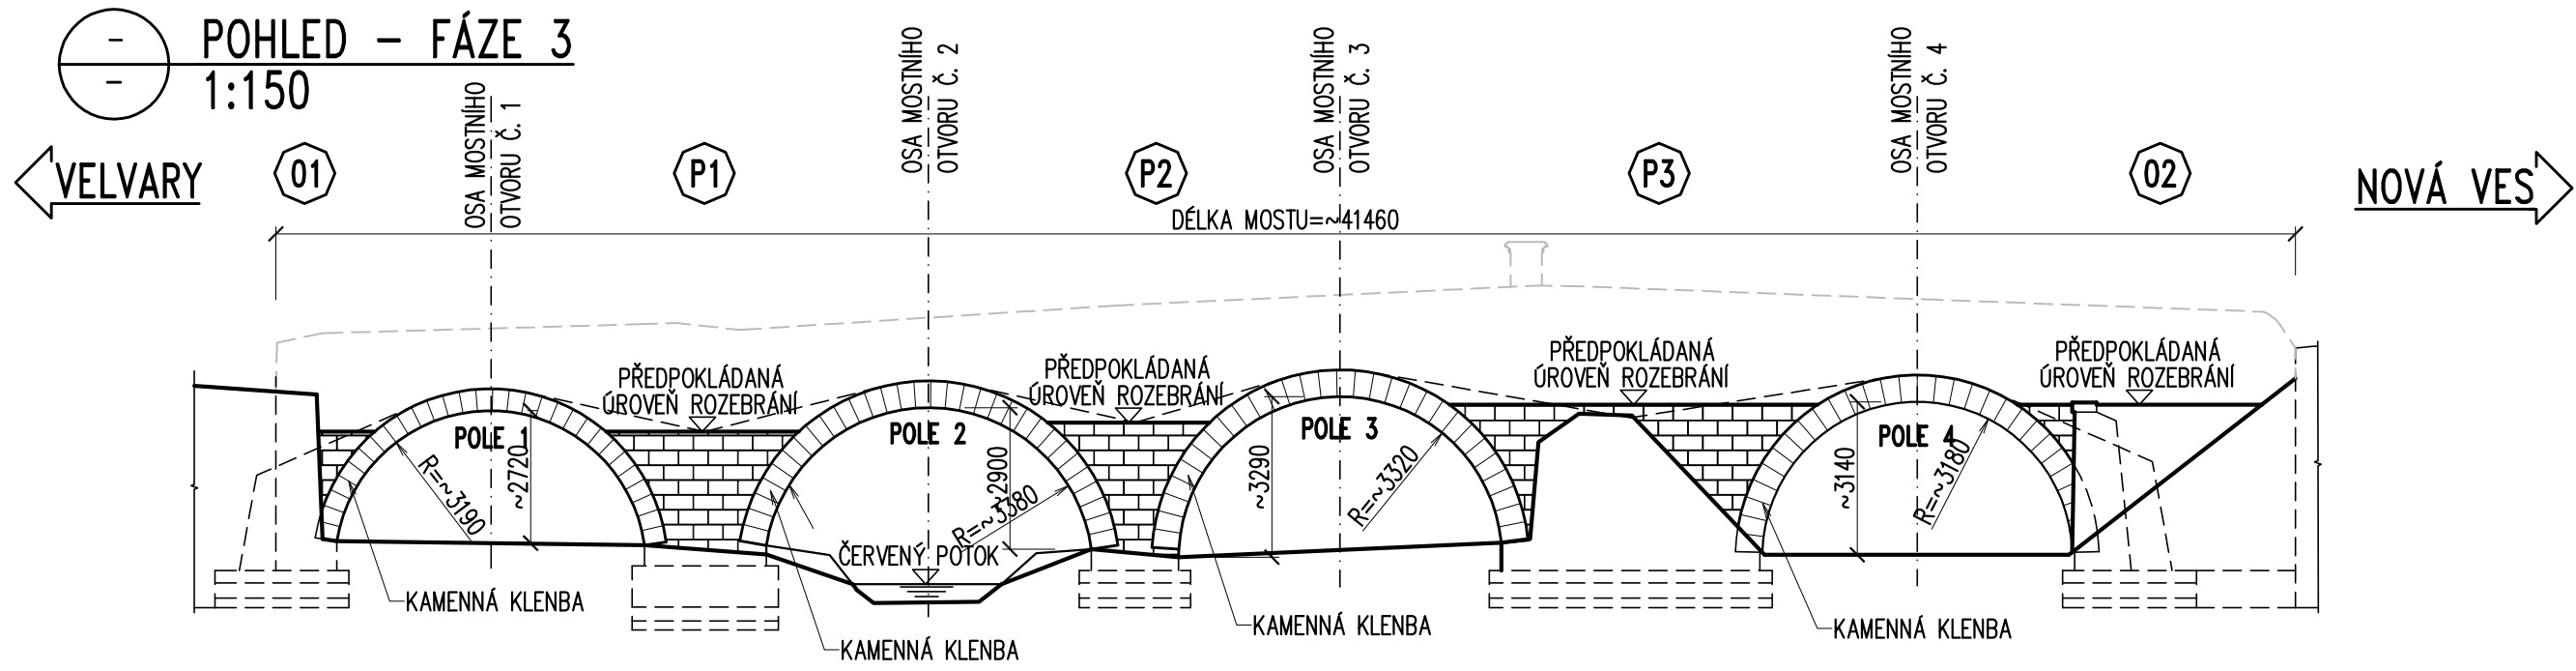 -
-
POHLED - FÁZE 3
1:150
OSA MOSTNÍHO
OTVORU Č. 1
OSA MOSTNÍHO
OTVORU Č. 2
OSA MOSTNÍHO
OTVORU Č. 3
OSA MOSTNÍHO
OTVORU Č. 4
VELVARY
O1
P1
P2
P3
O2
NOVÁ VES
DÉLKA MOSTU=~41460
PŘEDPOKLÁDANÁ
ÚROVEŇ ROZEBRÁNÍ
PŘEDPOKLÁDANÁ
ÚROVEŇ ROZEBRÁNÍ
PŘEDPOKLÁDANÁ
ÚROVEŇ ROZEBRÁNÍ
PŘEDPOKLÁDANÁ
ÚROVEŇ ROZEBRÁNÍ
POLE 1
R=~3190
~2720
POLE 2
~2900
R=~3380
POLE 3
~3290
R=~3320
POLE 4
~3140
R=~3180
ČERVENÝ POTOK
KAMENNÁ KLENBA
KAMENNÁ KLENBA
KAMENNÁ KLENBA
KAMENNÁ KLENBA